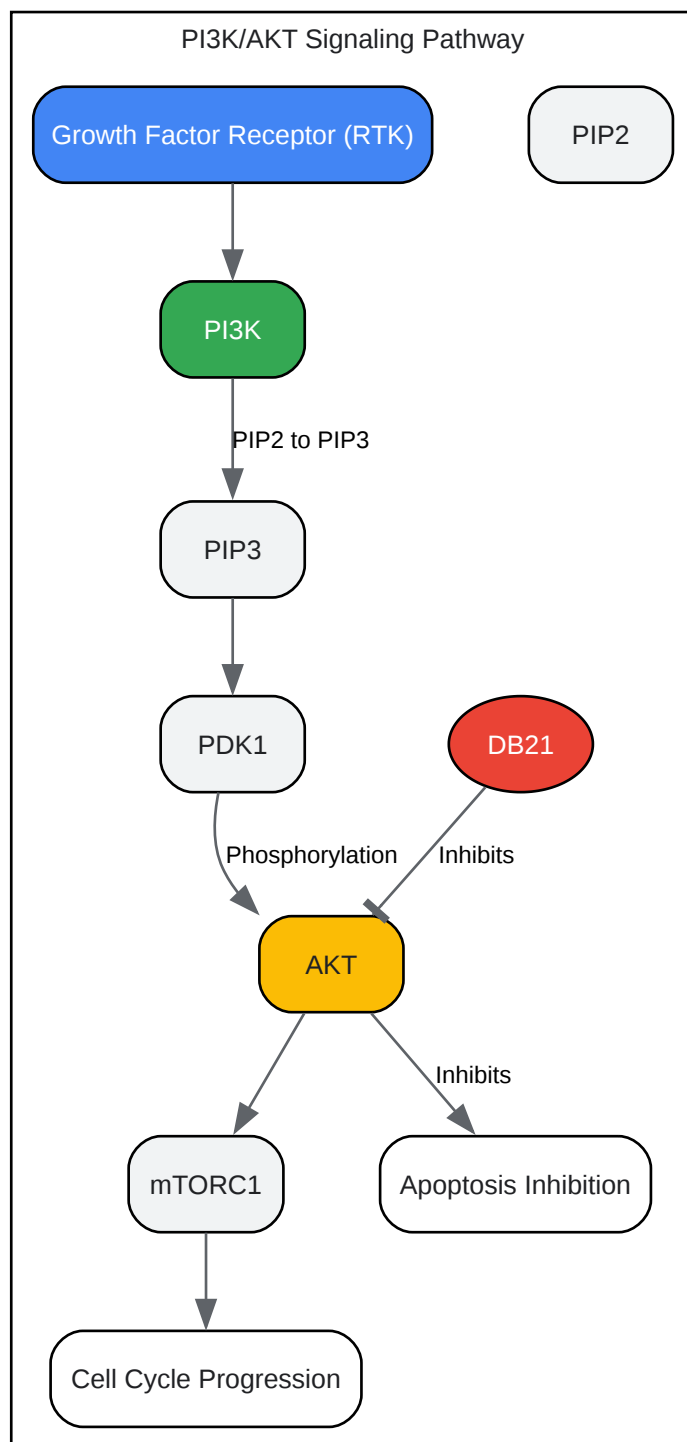 PI3K/AKT Signaling Pathway
Growth Factor Receptor (RTK)
PIP2
PI3K
PIP2 to PIP3
PIP3
PDK1
DB21
Phosphorylation
Inhibits
AKT
Inhibits
mTORC1
Apoptosis Inhibition
Cell Cycle Progression